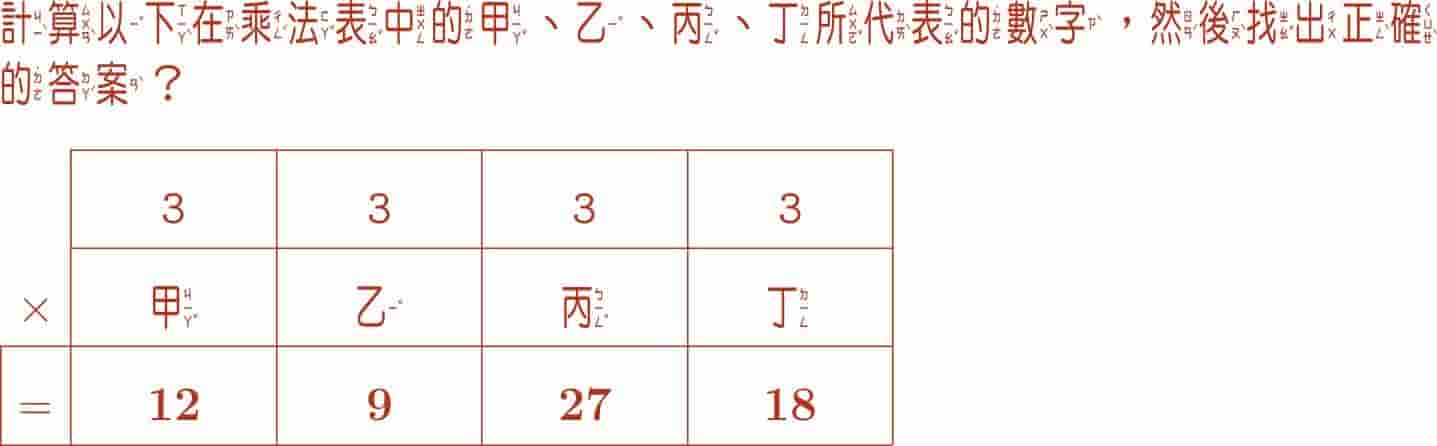 計算以下在乘法表中的甲、乙、丙、丁所代表的數字，然後找出正確
的答案？
3 3 3 3
× 甲 乙 丙 丁
= 12 9 27 18